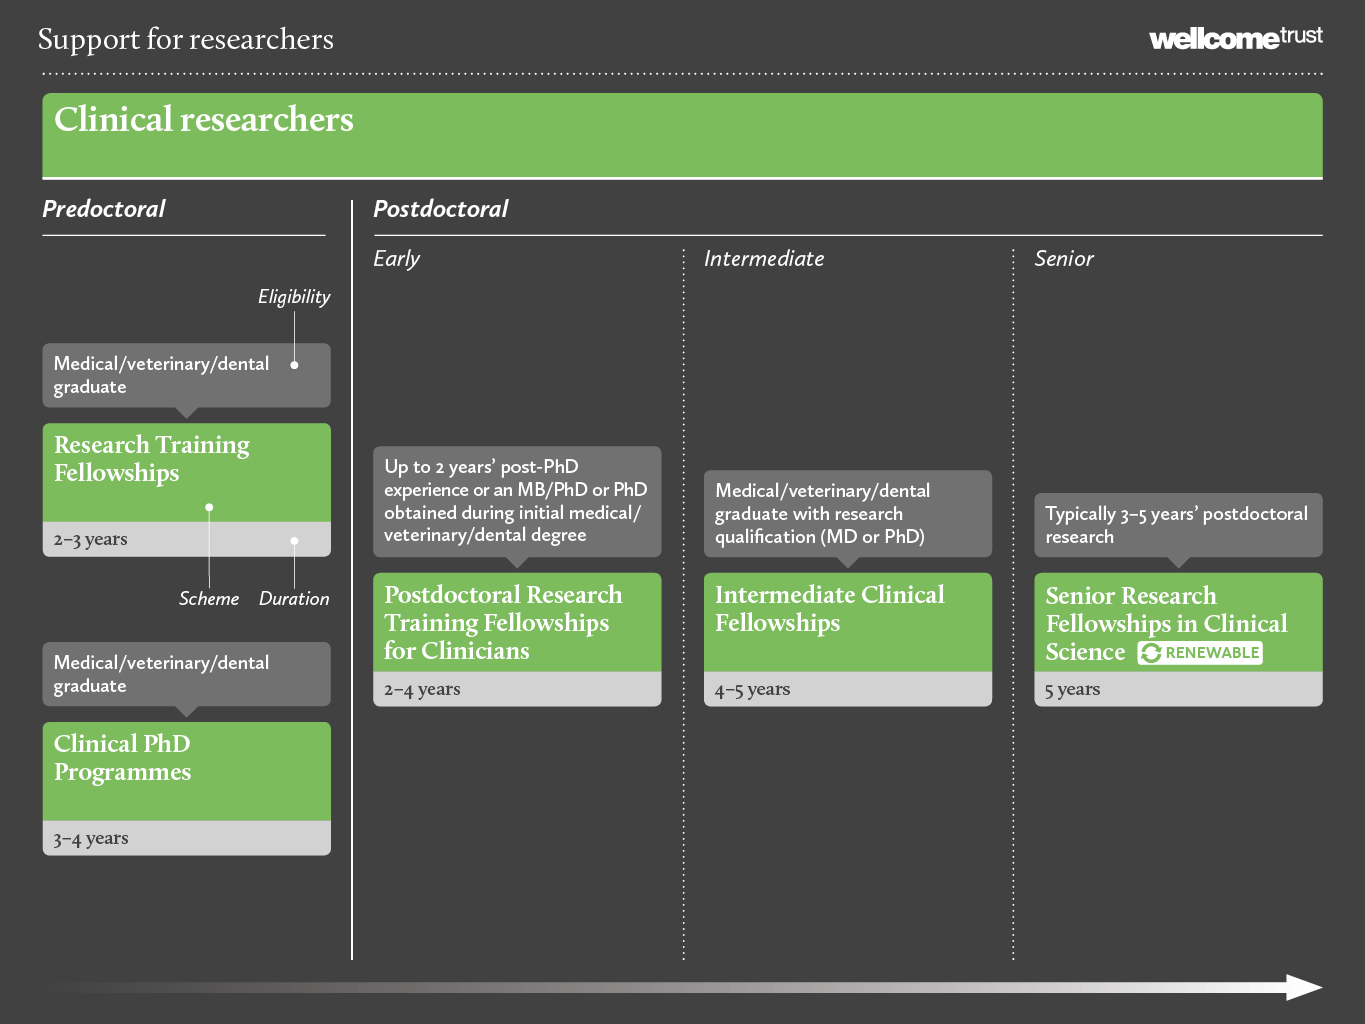 Support for researchers
wellcometrust
Clinical researchers
Predoctoral
Postdoctoral
Early
Intermediate
Senior
Eligibility
Medical/veterinary/dental
graduate
Research Training
Fellowships
2–3 years
Scheme
Duration
Medical/veterinary/dental
graduate
Clinical PhD
Programmes
3–4 years
Up to 2 years’ post-PhD
experience or an MB/PhD or PhD
obtained during initial medical/
veterinary/dental degree
Postdoctoral Research
Training Fellowships
for Clinicians
2–4 years
Medical/veterinary/dental
graduate with research
qualification (MD or PhD)
Intermediate Clinical
Fellowships
4–5 years
Typically 3–5 years’ postdoctoral
research
Senior Research
Fellowships in Clinical
Science RENEWABLE
5 years